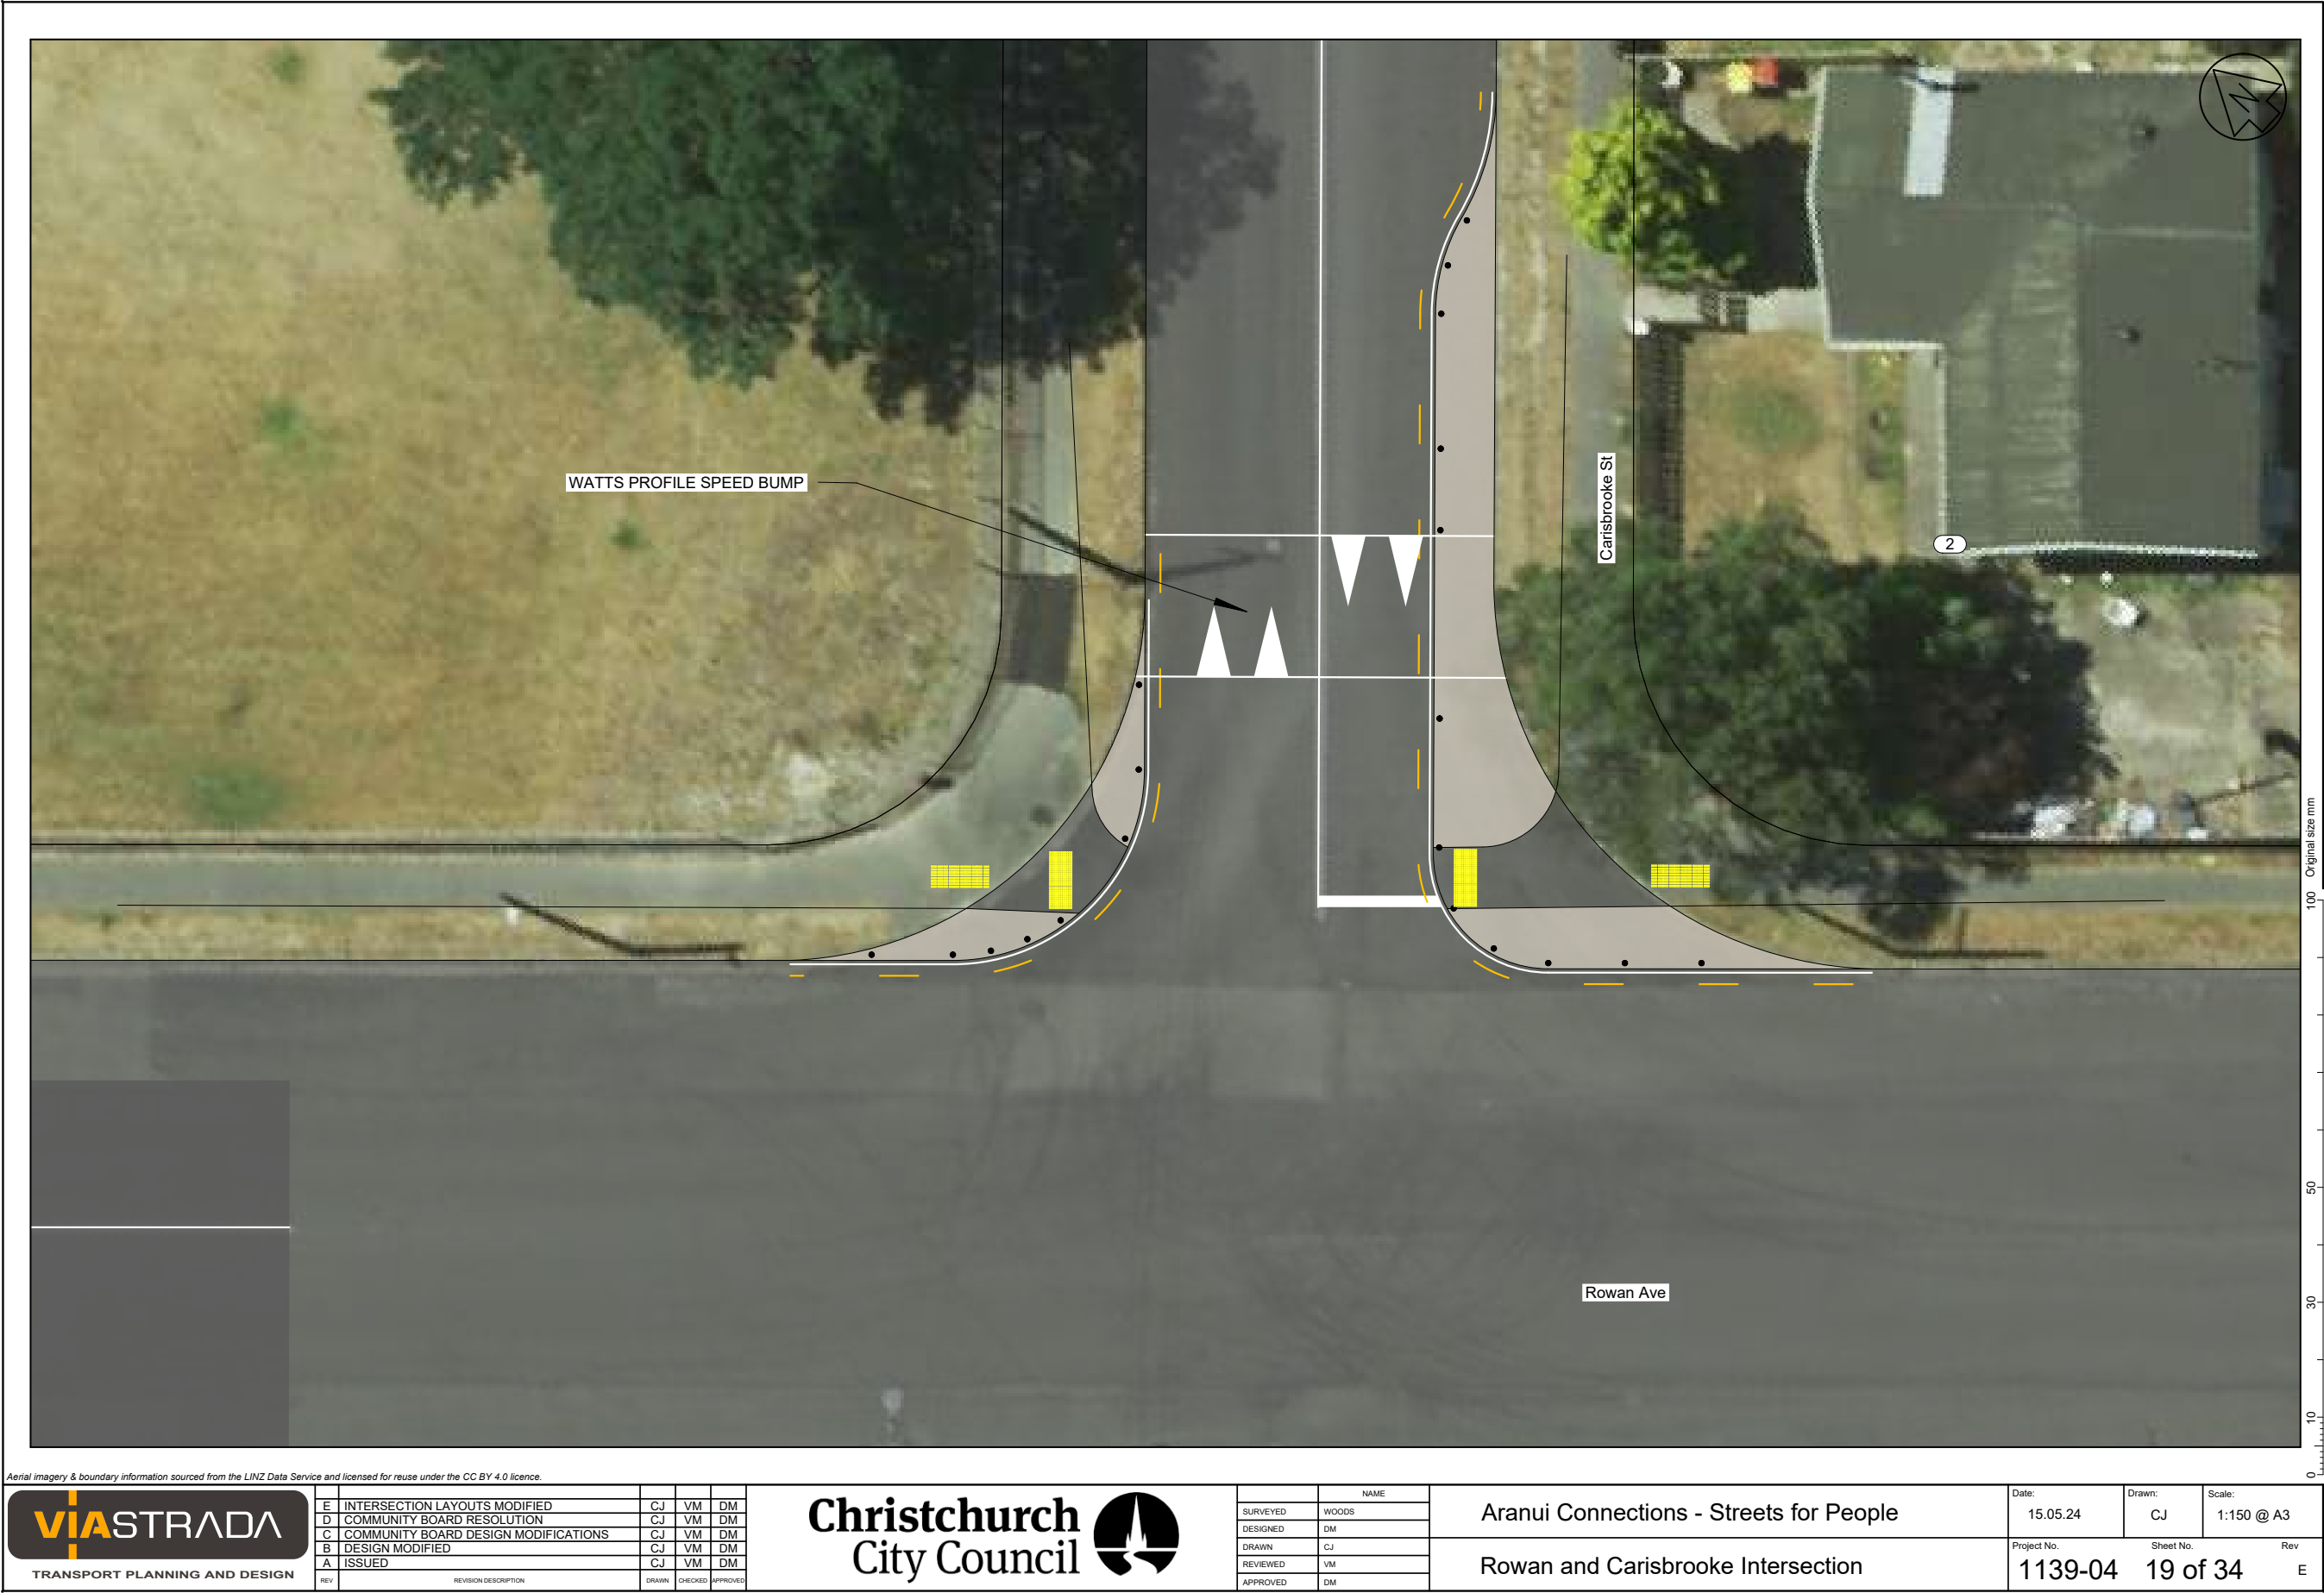 WATTS PROFILE SPEED BUMP
Carisbrooke St
2
Rowan Ave
N
Original size mm
100
50
30
10
0
Aerial imagery & boundary information sourced from the LINZ Data Service and licensed for reuse under the CC BY 4.0 licence.
VIASTRADA
TRANSPORT PLANNING AND DESIGN
E INTERSECTION LAYOUTS MODIFIED CJ VM DM
D COMMUNITY BOARD RESOLUTION CJ VM DM
C COMMUNITY BOARD DESIGN MODIFICATIONS CJ VM DM
B DESIGN MODIFIED CJ VM DM
A ISSUED CJ VM DM
REV REVISION DESCRIPTION DRAWN CHECKED APPROVED
Christchurch
City Council
NAME
SURVEYED WOODS
DESIGNED DM
DRAWN CJ
REVIEWED VM
APPROVED DM
Aranui Connections - Streets for People
Rowan and Carisbrooke Intersection
Date: Drawn: Scale:
15.05.24 CJ 1:150 @ A3
Project No. Sheet No. Rev
1139-04 19 of 34 E